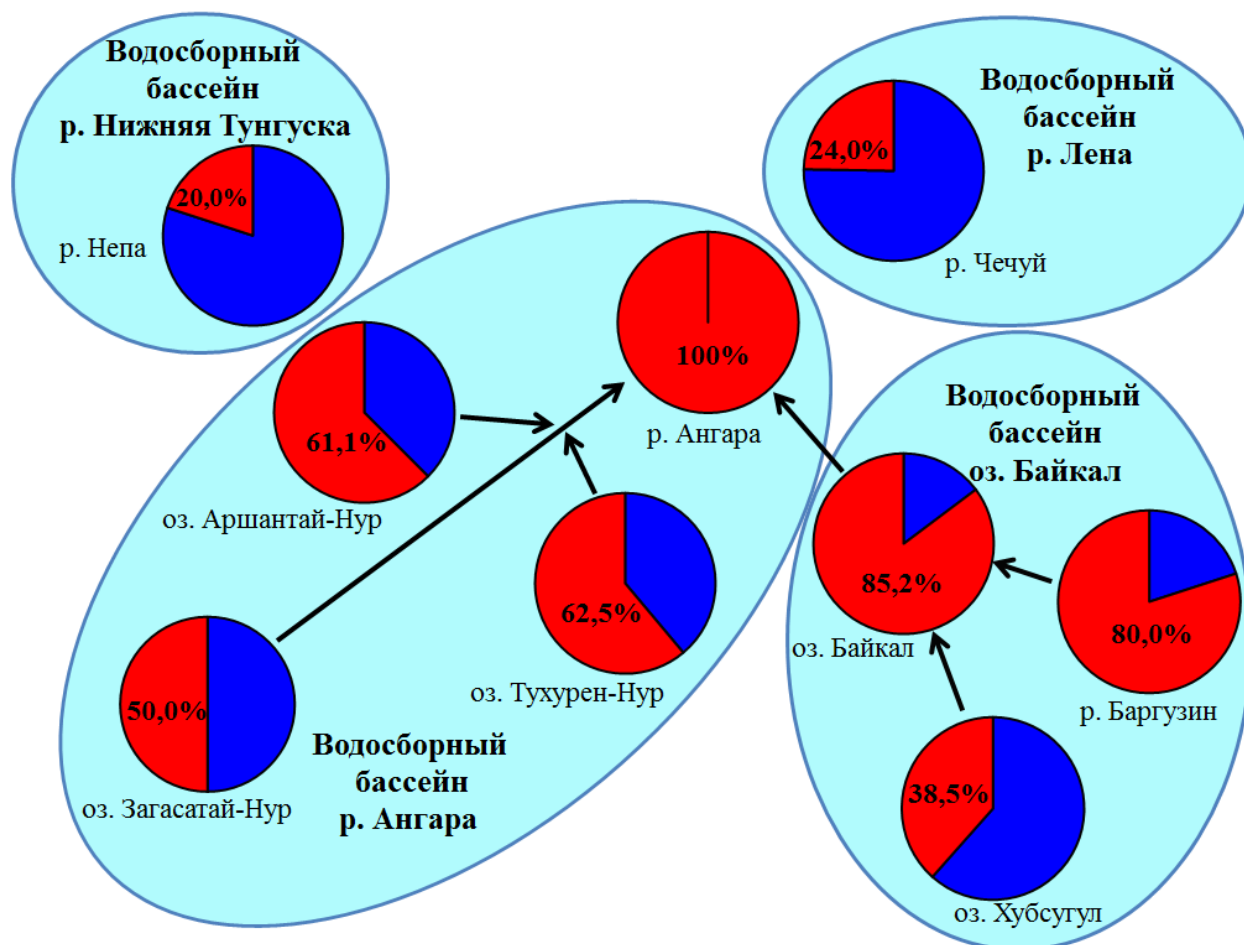 Водосборный
бассейн
р. Нижняя Тунгуска
20,0%
р. Непа
Водосборный
бассейн
р. Лена
24,0%
р. Чечуй
100%
р. Ангара
61,1%
оз. Аршантай-Нур
62,5%
оз. Тухурен-Нур
50,0%
оз. Загасатай-Нур
Водосборный
бассейн
р. Ангара
Водосборный
бассейн
оз. Байкал
85,2%
оз. Байкал
80,0%
р. Баргузин
38,5%
оз. Хубсугул